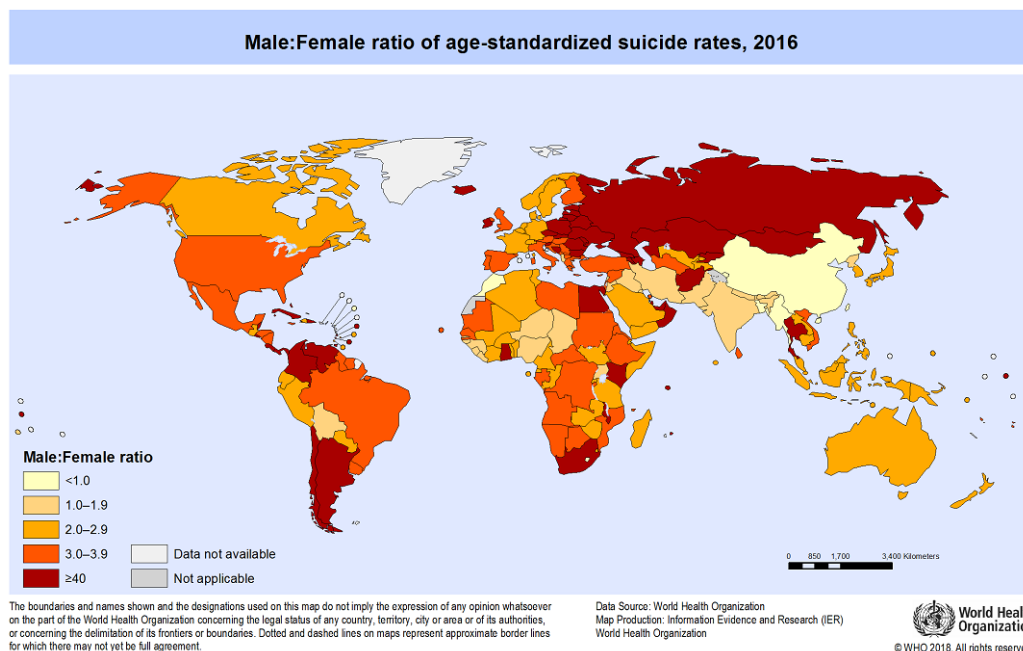 Male:Female ratio of age-standardized suicide rates, 2016
Male:Female ratio
<1.0
1.0–1.9
2.0–2.9
3.0–3.9
≥40
Data not available
Not applicable
0 850 1,700 3,400 Kilometers
The boundaries and names shown and the designations used on this map do not imply the expression of any opinion whatsoever
on the part of the World Health Organization concerning the legal status of any country, territory, city or area or of its authorities,
or concerning the delimitation of its frontiers or boundaries. Dotted and dashed lines on maps represent approximate border lines
for which there may not yet be full agreement.
Data Source: World Health Organization
Map Production: Information Evidence and Research (IER)
World Health Organization
World Heal
Organizatio
© WHO 2018. All rights reserve